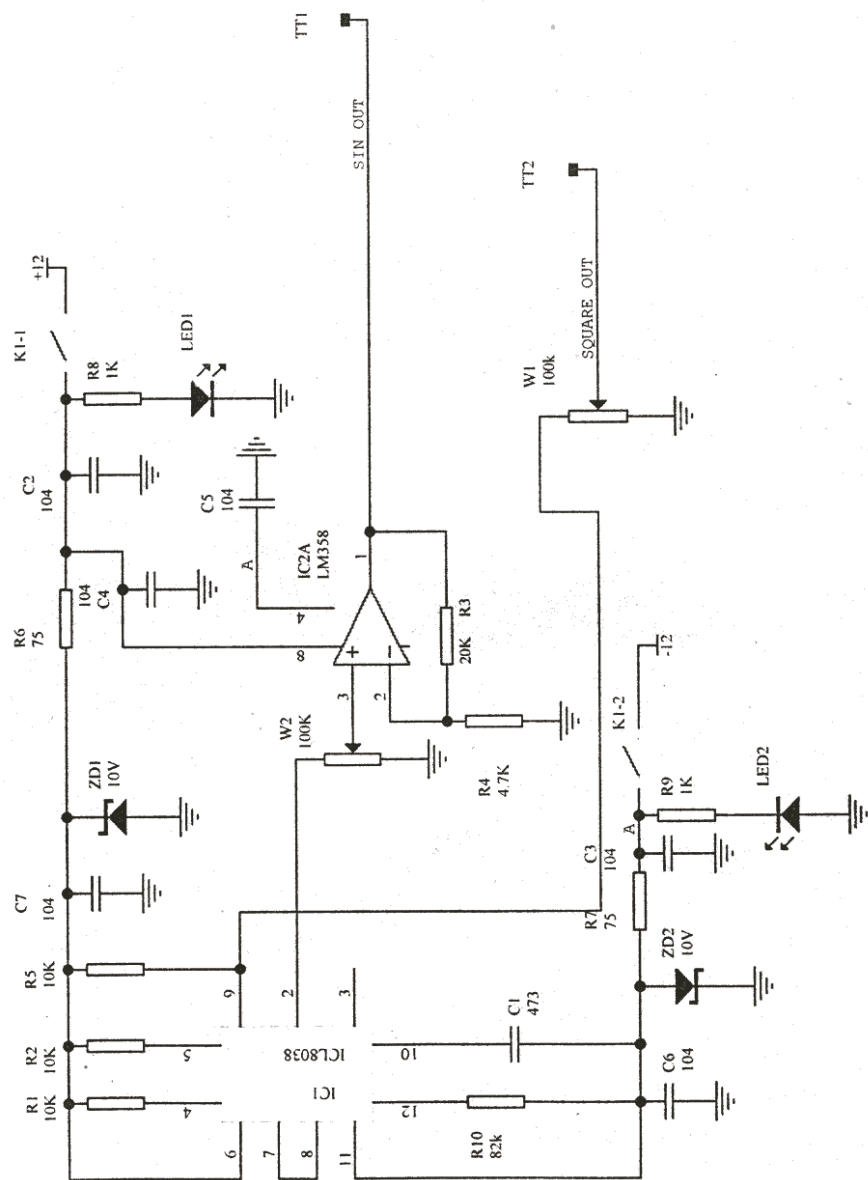 TT1
SIN OUT
+12
K1-1
R8
1K
LED1
C2
104
C5
104
A
IC2A
LM358
1
4
8
R6
75
104
C4
+
-
3
2
R3
20K
W2
100K
R4
4.7K
ZD1
10V
C7
104
R5
10K
R2
10K
R1
10K
9
5
4
6
7
8
11
2
3
10
12
ICL8038
IC1
TT2
SQUARE OUT
W1
100k
-12
K1-2
R9
1K
LED2
A
C3
104
R7
75
ZD2
10V
C1
473
C6
104
R10
82k